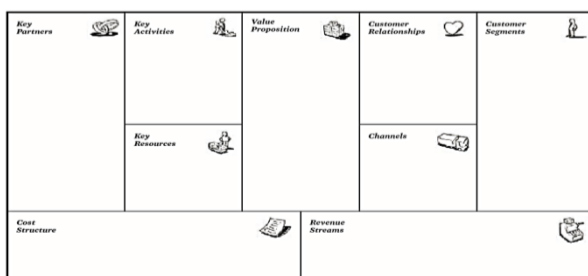 Key
Partners
Key
Activities
Value
Proposition
Customer
Relationships
Customer
Segments
Key
Resources
Channels
Cost
Structure
Revenue
Streams